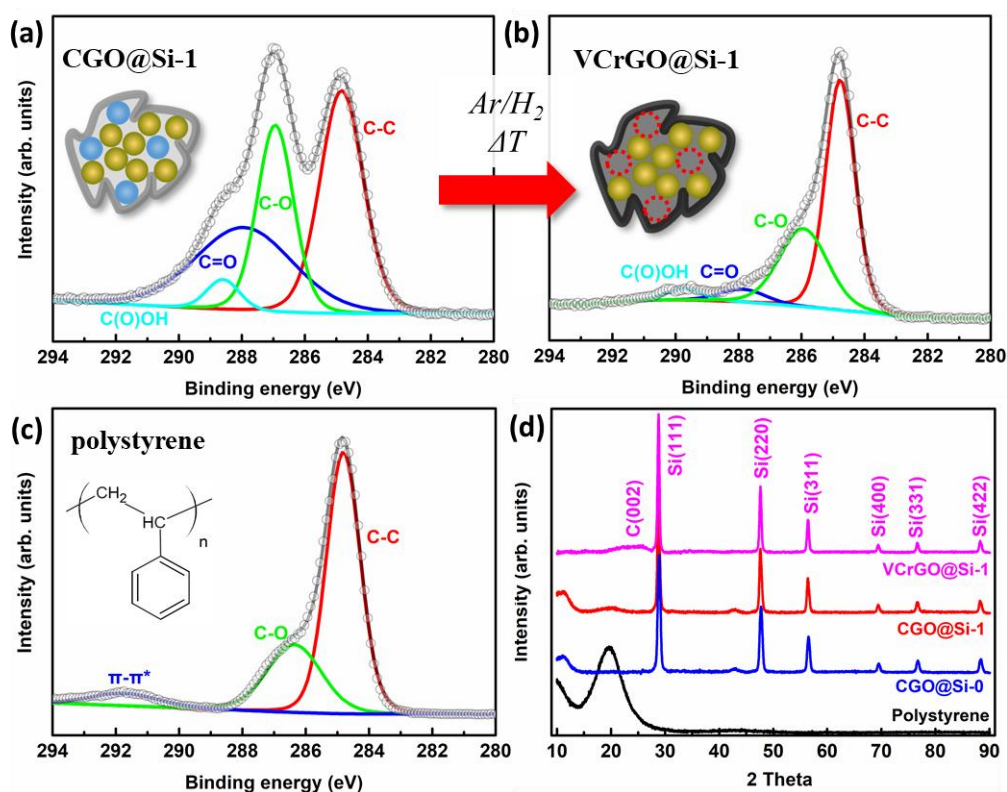 (a)
CGO@Si-1
C-C
C-O
C=O
C(O)OH
Intensity (arb. units)
294 292 290 288 286 284 282 280
Binding energy (eV)
Ar/H2
ΔT
(b)
VCrGO@Si-1
C-C
C-O
C(O)OH
C=O
Intensity (arb. units)
294 292 290 288 286 284 282 280
Binding energy (eV)
(c)
polystyrene
CH2
HC
n
C-C
C-O
π-π*
Intensity (arb. units)
294 292 290 288 286 284 282 280
Binding energy (eV)
(d)
C(002)
Si(111)
Si(220)
Si(311)
Si(400)
Si(331)
Si(422)
VCrGO@Si-1
CGO@Si-1
CGO@Si-0
Polystyrene
Intensity (arb. units)
10 20 30 40 50 60 70 80 90
2 Theta